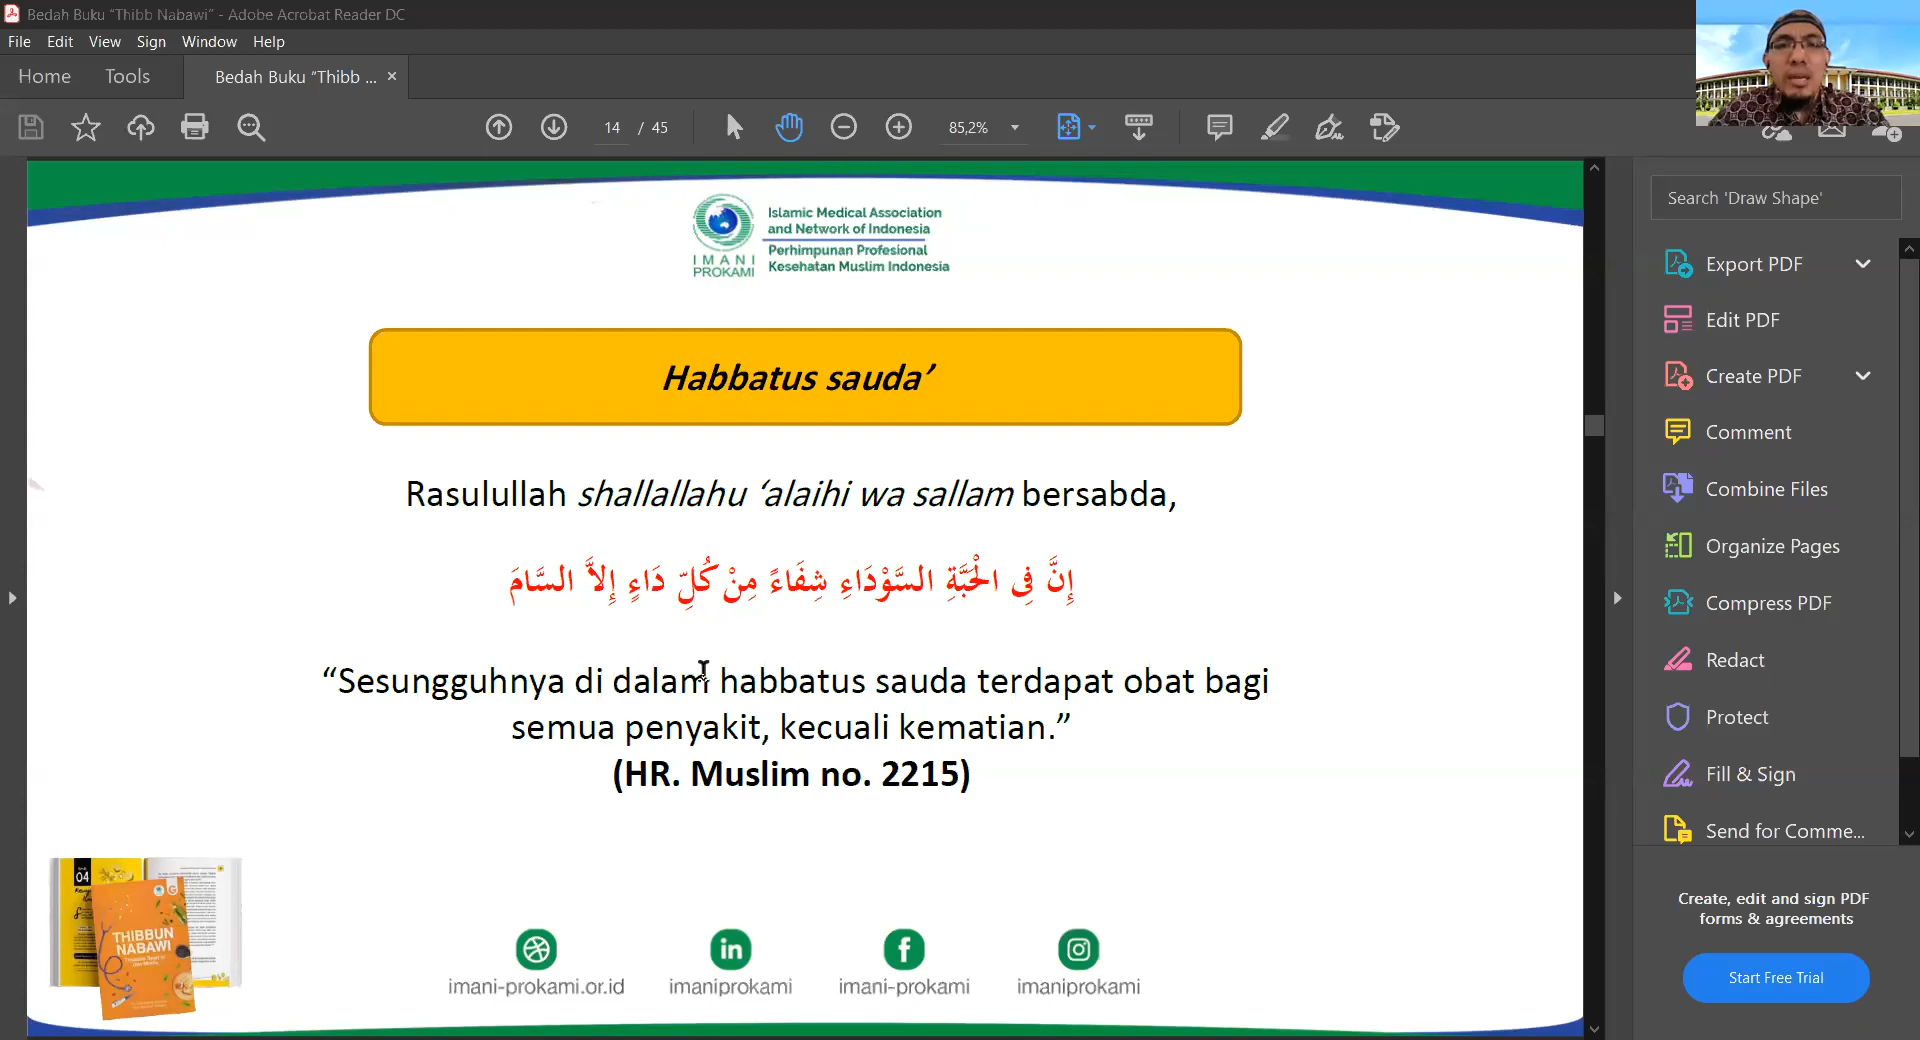 Bedah Buku “Thibb Nabawi” - Adobe Acrobat Reader DC
File Edit View Sign Window Help
Home Tools Bedah Buku “Thibb ... ×
14 / 45 85,2%
Search 'Draw Shape'
Export PDF
Edit PDF
Create PDF
Comment
Combine Files
Organize Pages
Compress PDF
Redact
Protect
Fill & Sign
Send for Comme...
Create, edit and sign PDF
forms & agreements
Start Free Trial
IMANI
PROKAMI
Islamic Medical Association
and Network of Indonesia
Perhimpunan Profesional
Kesehatan Muslim Indonesia
Habbatus sauda’
Rasulullah shallallahu ‘alaihi wa sallam bersabda,
إِنَّ فِى الْحَبَّةِ السَّوْدَاءِ شِفَاءً مِنْ كُلِّ دَاءٍ إِلاَّ السَّامَ
“Sesungguhnya di dalam habbatus sauda terdapat obat bagi
semua penyakit, kecuali kematian.”
(HR. Muslim no. 2215)
04
THIBBUN
NABAWI
imani-prokami.or.id
imaniprokami
imani-prokami
imaniprokami